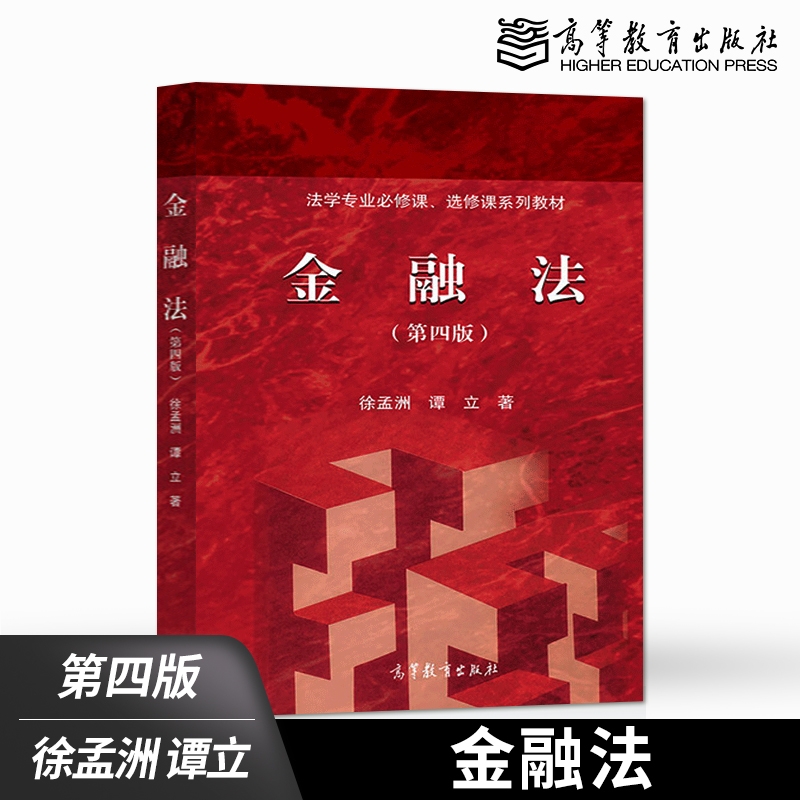 高等教育出版社
HIGHER EDUCATION PRESS
法学专业必修课、选修课系列教材
金融法
（第四版）
徐孟洲 谭立 著
高等教育出版社
金融法（第四版） 徐孟洲 谭立 著
第四版
徐孟洲 谭立
金融法